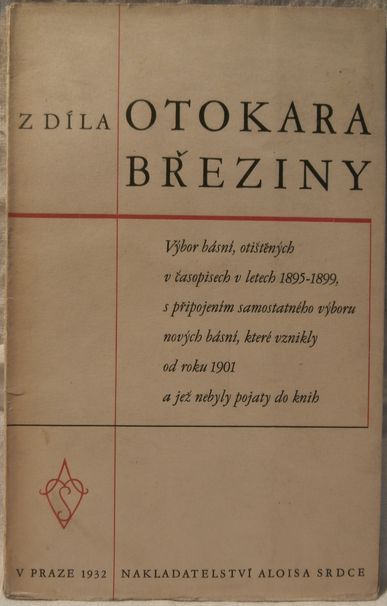 Z DÍLA OTOKARA
BŘEZINY
Výbor básní, otištěných
v časopisech v letech 1895-1899,
s připojením samostatného výboru
nových básní, které vznikly
od roku 1901
a jež nebyly pojaty do knih
V PRAZE 1932 NAKLADATELSTVÍ ALOISA SRDCE